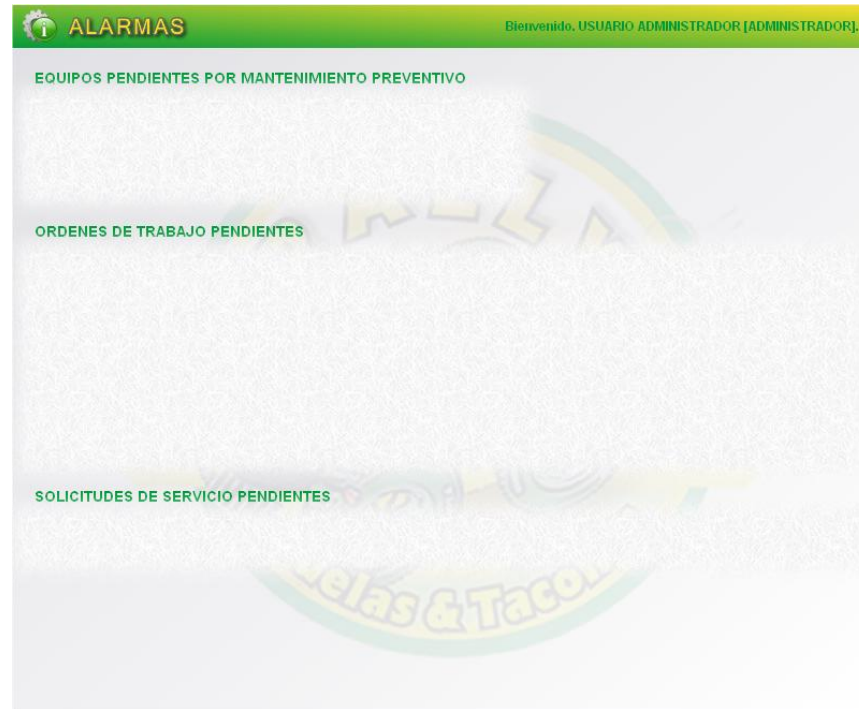 ALARMAS
Bienvenido. USUARIO ADMINISTRADOR [ADMINISTRADOR].
EQUIPOS PENDIENTES POR MANTENIMIENTO PREVENTIVO
ORDENES DE TRABAJO PENDIENTES
SOLICITUDES DE SERVICIO PENDIENTES